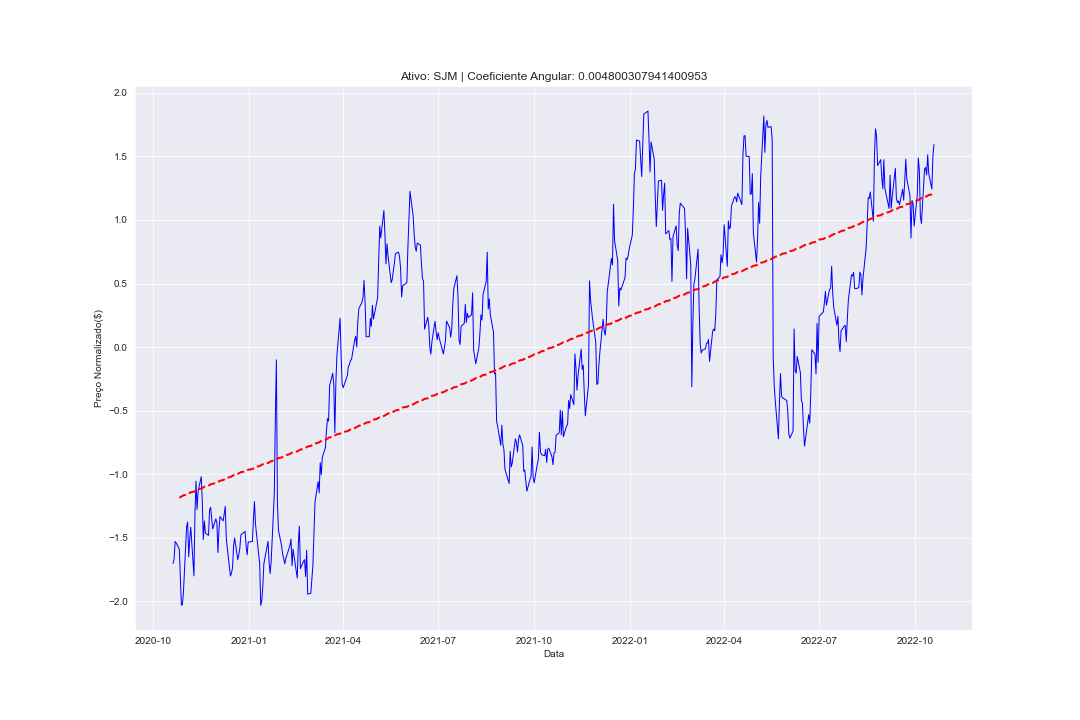 Ativo: SJM | Coeficiente Angular: 0.004800307941400953
2.0
1.5
1.0
0.5
0.0
−0.5
−1.0
−1.5
−2.0
Preço Normalizado($)
2020-10 2021-01 2021-04 2021-07 2021-10 2022-01 2022-04 2022-07 2022-10
Data